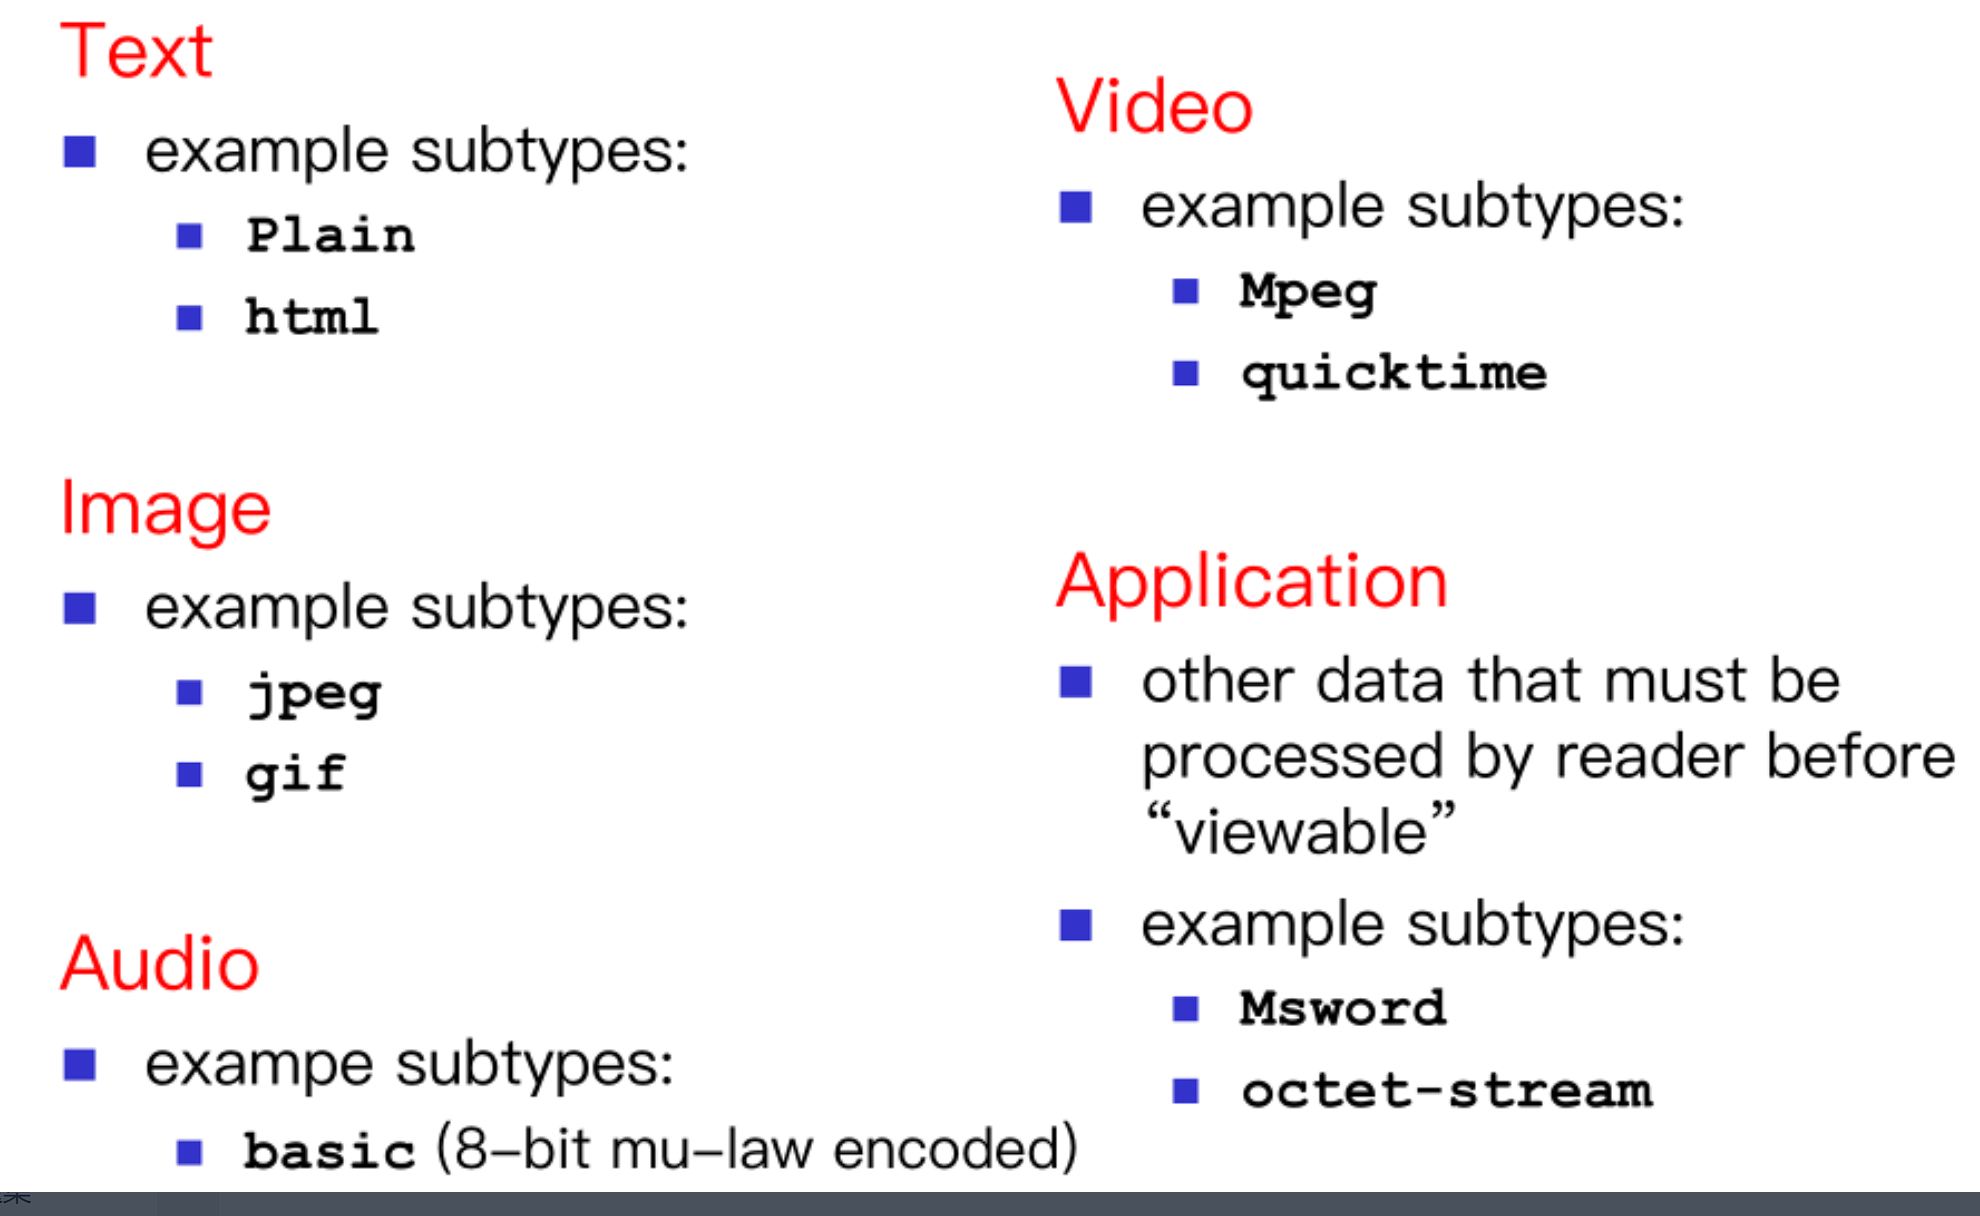 Text
example subtypes:
Plain
html
Image
example subtypes:
jpeg
gif
Audio
exampe subtypes:
basic (8-bit mu-law encoded)
Video
example subtypes:
Mpeg
quicktime
Application
other data that must be
processed by reader before
“viewable”
example subtypes:
Msword
octet-stream